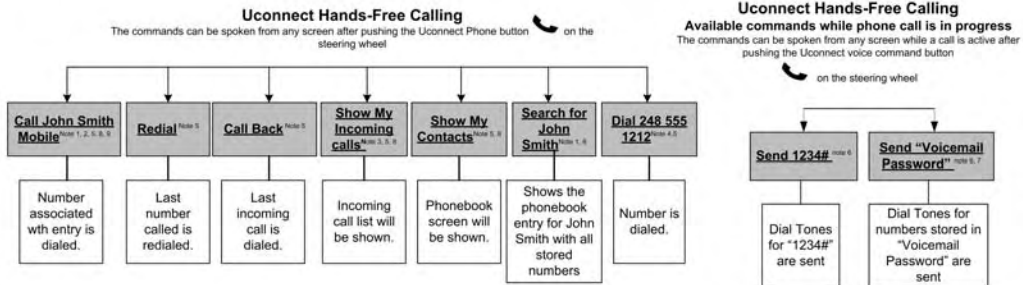 Uconnect Hands-Free Calling
The commands can be spoken from any screen after pushing the Uconnect Phone button on the
steering wheel
Call John Smith
Mobile Note 1, 2, 5, 8, 9
Number
associated
wth entry is
dialed.
Redial Note 5
Last
number
called is
redialed.
Call Back Note 5
Last
incoming
call is
dialed.
Show My
Incoming
calls" Note 3, 5, 8
Incoming
call list will
be shown.
Show My
Contacts Note 5, 8
Phonebook
screen will
be shown.
Search for
John
Smith Note 1, 8
Shows the
phonebook
entry for John
Smith with all
stored
numbers
Dial 248 555
1212 Note 4,5
Number is
dialed.
Uconnect Hands-Free Calling
Available commands while phone call is in progress
The commands can be spoken from any screen while a call is active after
pushing the Uconnect voice command button
on the steering wheel
Send 1234# note 6
Dial Tones
for "1234#"
are sent
Send "Voicemail
Password" note 6, 7
Dial Tones for
numbers stored in
"Voicemail
Password" are
sent